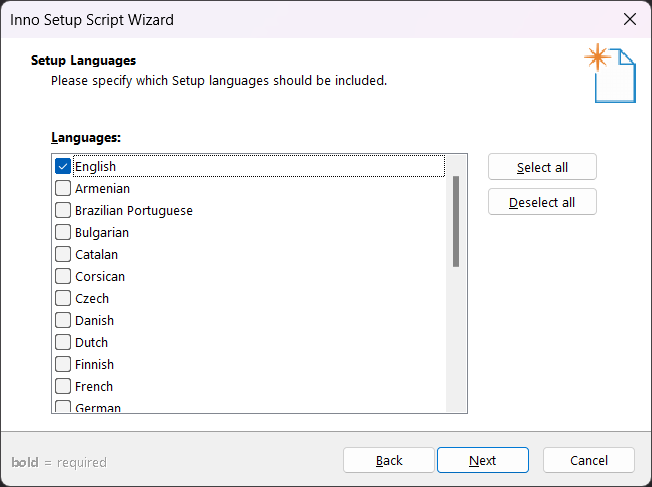 Inno Setup Script Wizard
Setup Languages
Please specify which Setup languages should be included.
Languages:
English
Armenian
Brazilian Portuguese
Bulgarian
Catalan
Corsican
Czech
Danish
Dutch
Finnish
French
German
Select all
Deselect all
bold = required
Back
Next
Cancel